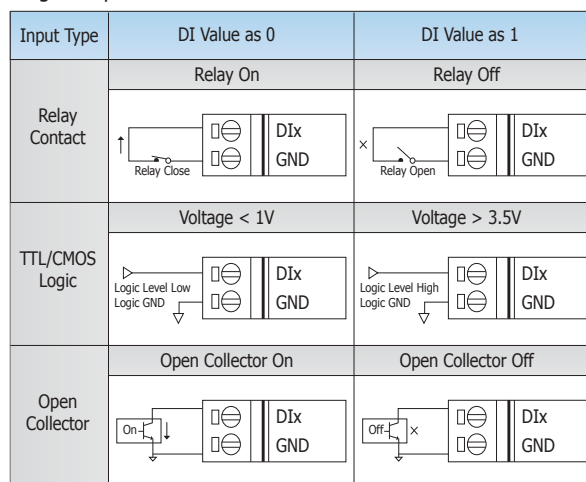 Input Type DI Value as 0 DI Value as 1
Relay On Relay Off
Relay
Contact
DIx
GND
Relay Close
×
DIx
GND
Relay Open
Voltage < 1V Voltage > 3.5V
TTL/CMOS
Logic
Logic Level Low
Logic GND
DIx
GND
Logic Level High
Logic GND
DIx
GND
Open Collector On Open Collector Off
Open
Collector
On
DIx
GND
Off
×
DIx
GND